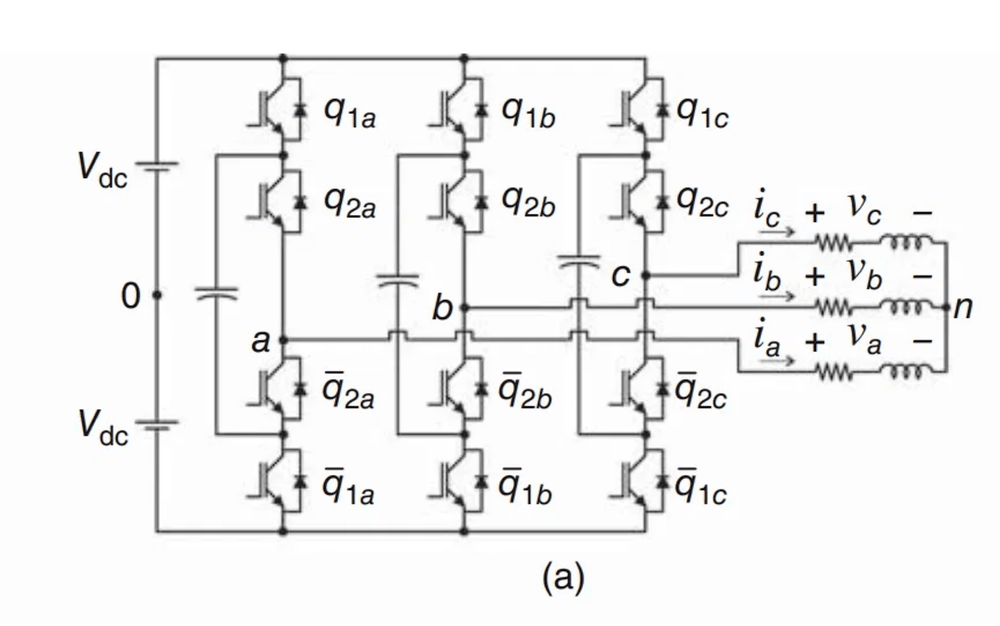 q1a q1b q1c
Vdc
q2a q2b q2c ic + vc −
0 c ib + vb −
b n
a ia + va −
q̅2a q̅2b q̅2c
Vdc
q̅1a q̅1b q̅1c
(a)